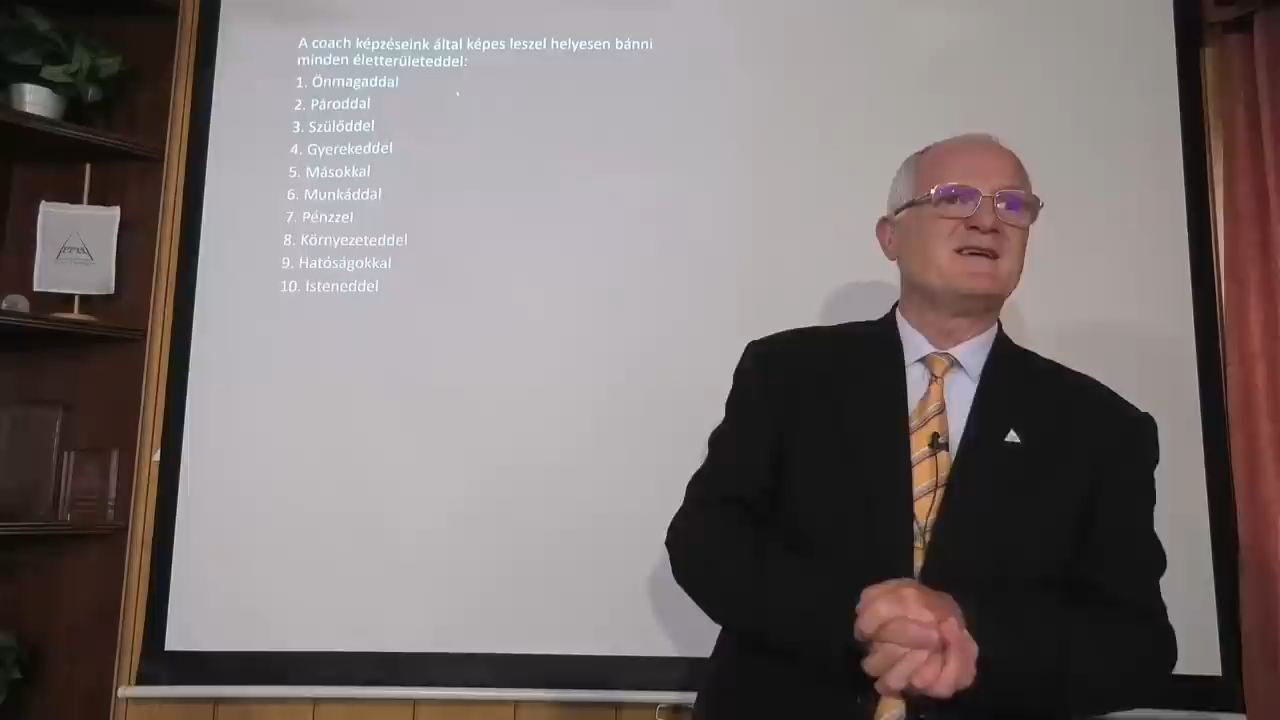 A coach képzéseink által képes leszel helyesen bánni
minden életterületeddel:
1. Önmagaddal
2. Pároddal
3. Szülőddel
4. Gyerekeddel
5. Másokkal
6. Munkáddal
7. Pénzzel
8. Környezeteddel
9. Hatóságokkal
10. Isteneddel